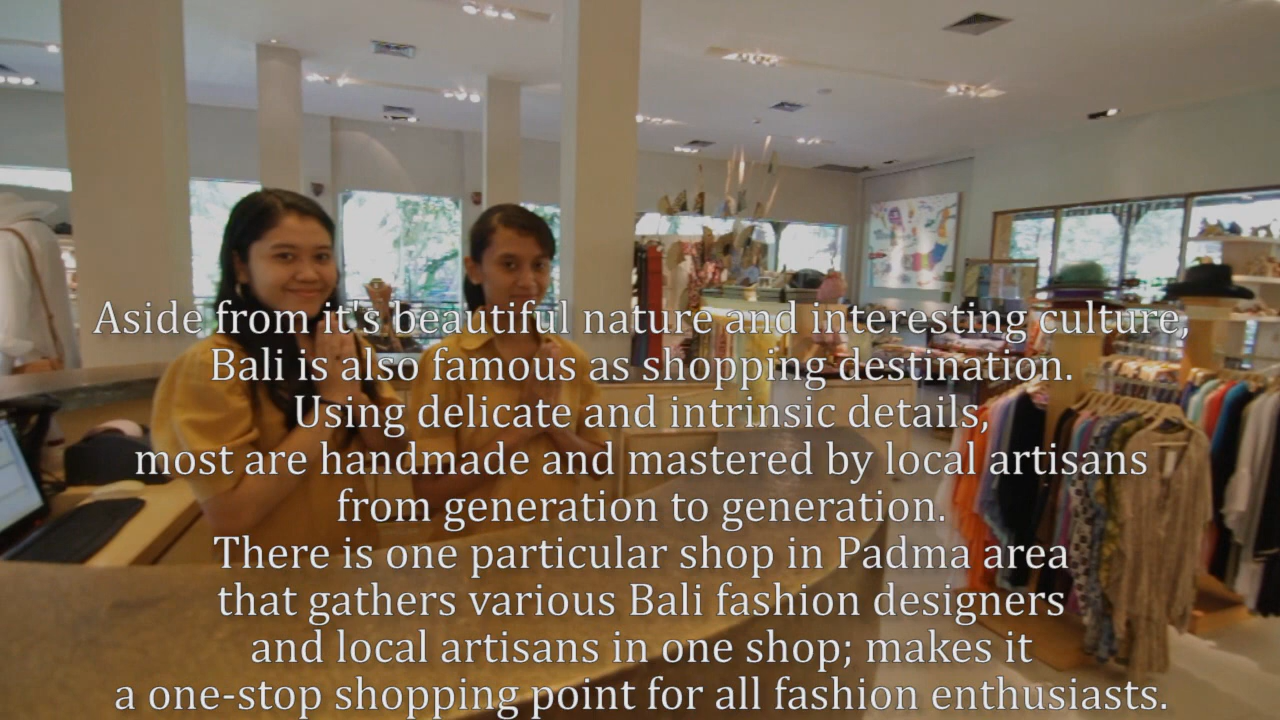 Aside from it's beautiful nature and interesting culture,
Bali is also famous as shopping destination.
Using delicate and intrinsic details,
most are handmade and mastered by local artisans
from generation to generation.
There is one particular shop in Padma area
that gathers various Bali fashion designers
and local artisans in one shop; makes it
a one-stop shopping point for all fashion enthusiasts.